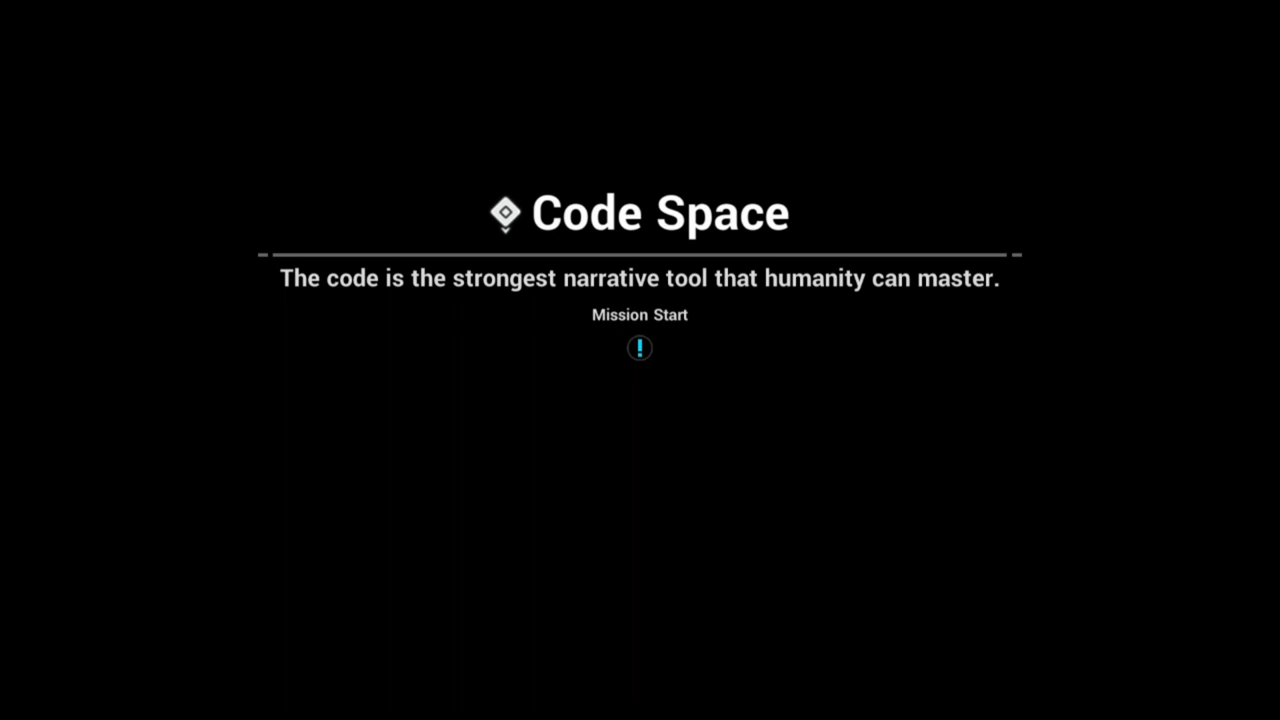 Code Space
The code is the strongest narrative tool that humanity can master.
Mission Start
!